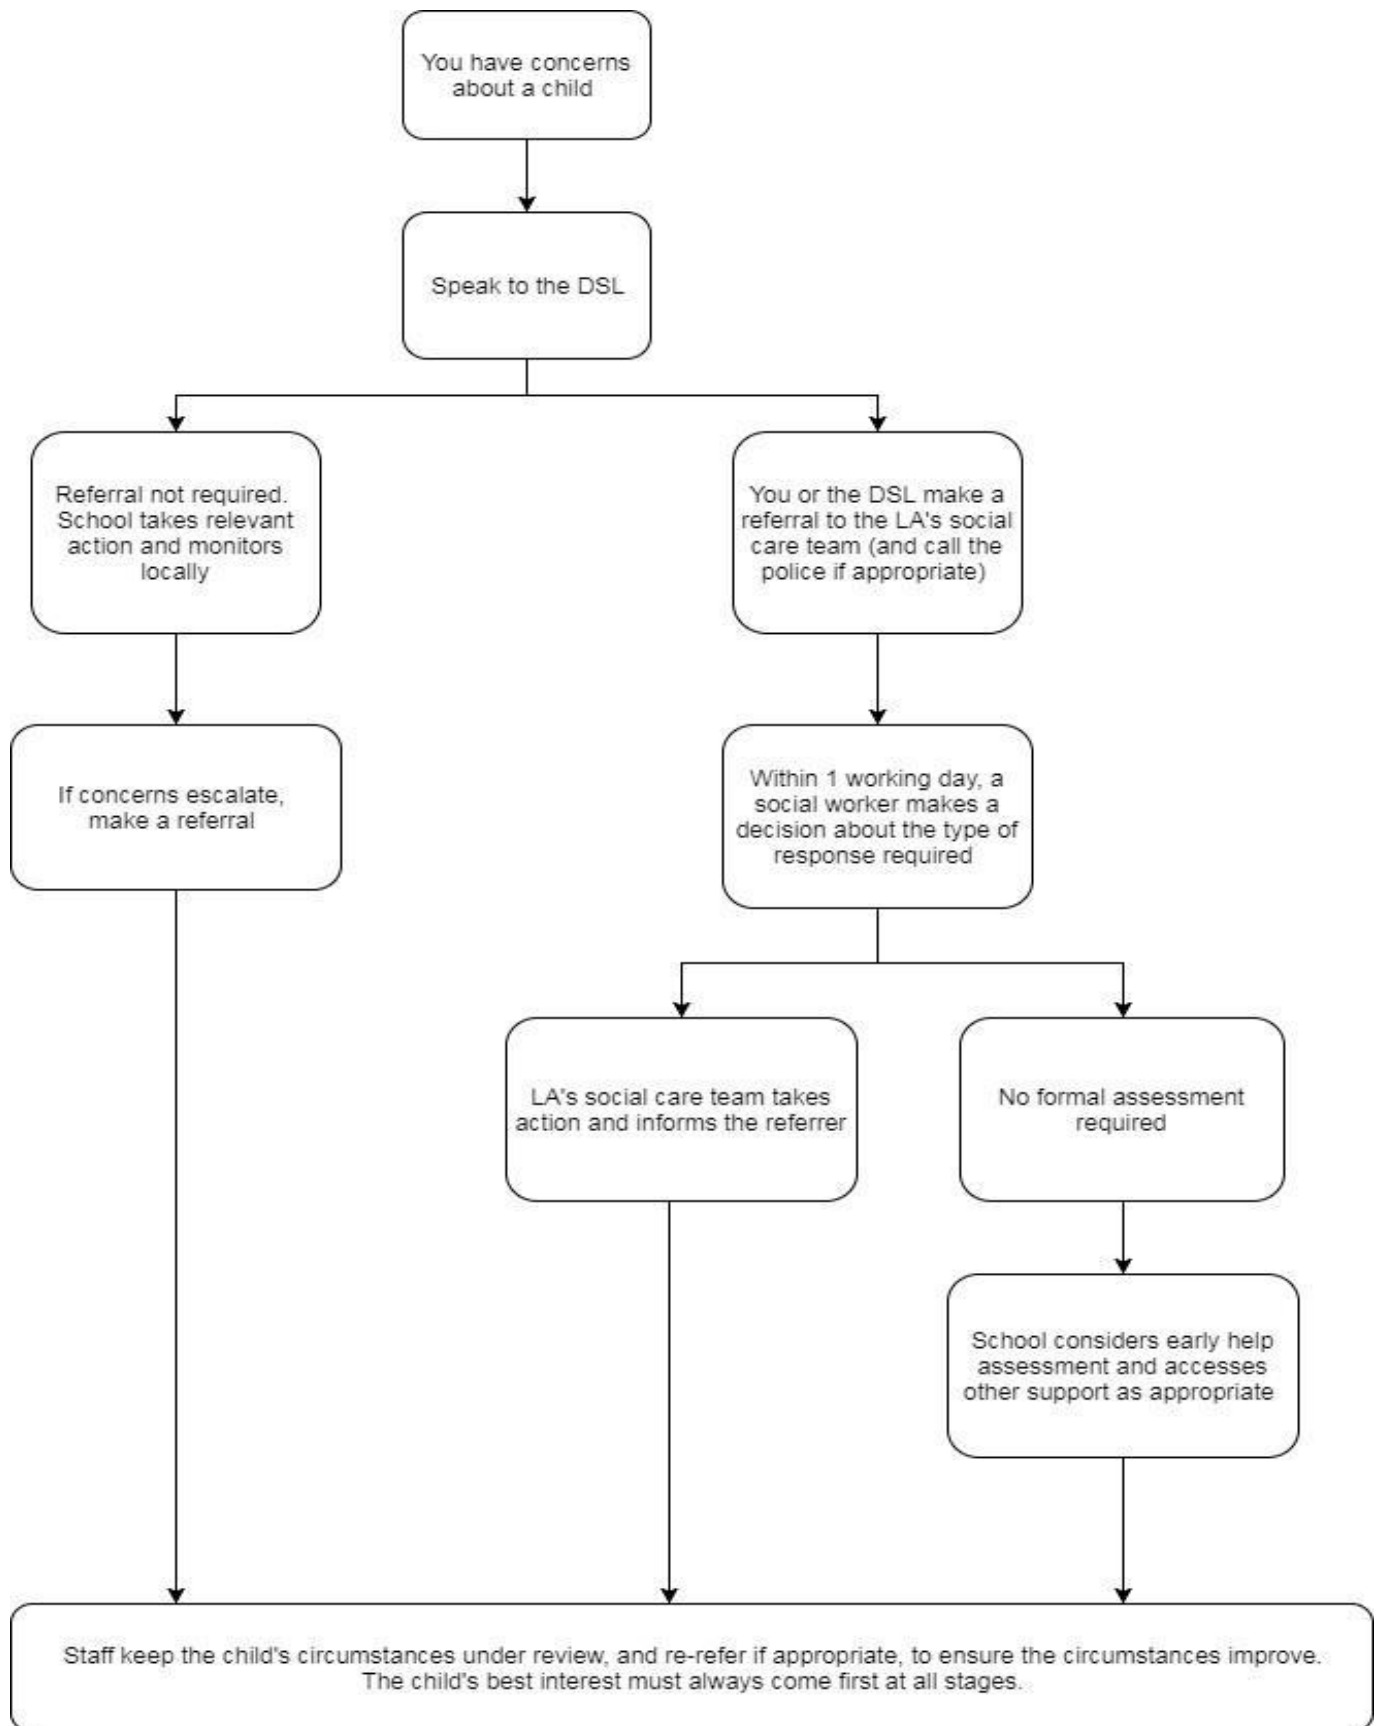 You have concerns
about a child
Speak to the DSL
Referral not required.
School takes relevant
action and monitors
locally
You or the DSL make a
referral to the LA's social
care team (and call the
police if appropriate)
If concerns escalate,
make a referral
Within 1 working day, a
social worker makes a
decision about the type of
response required
LA's social care team takes
action and informs the referrer
No formal assessment
required
School considers early help
assessment and accesses
other support as appropriate
Staff keep the child's circumstances under review, and re-refer if appropriate, to ensure the circumstances improve.
The child's best interest must always come first at all stages.